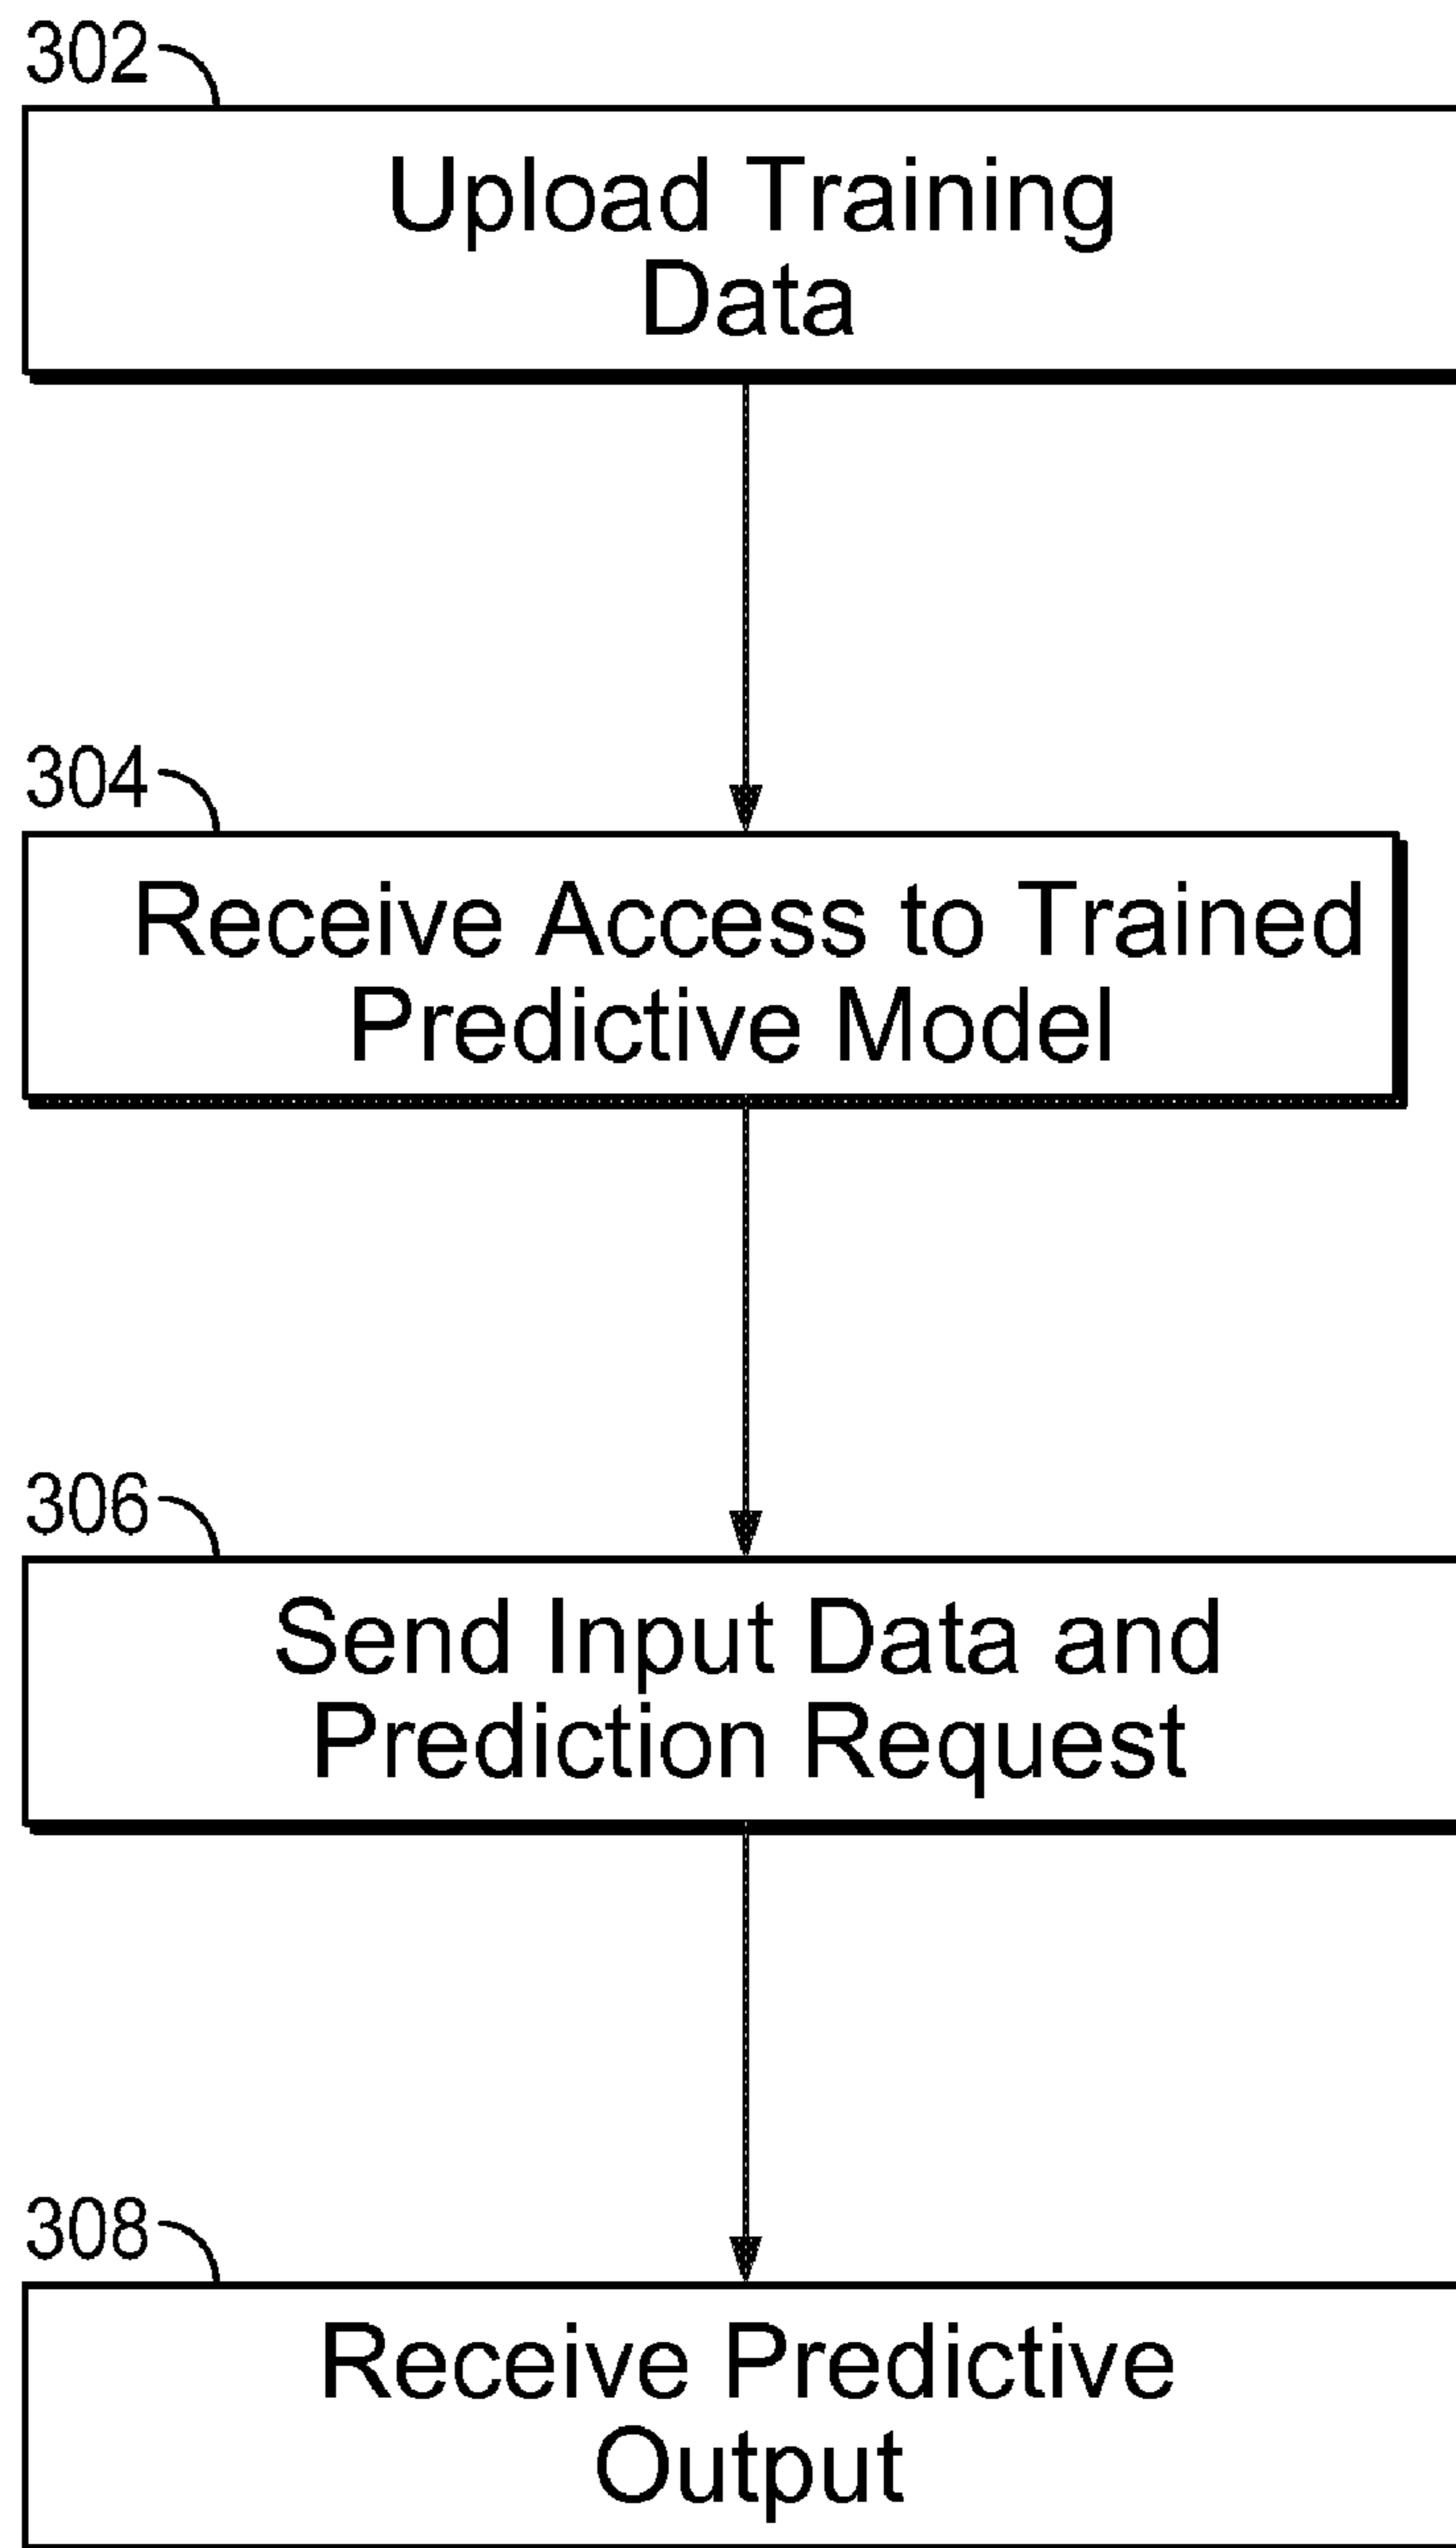 302
Upload Training
Data
304
Receive Access to Trained
Predictive Model
306
Send Input Data and
Prediction Request
308
Receive Predictive
Output